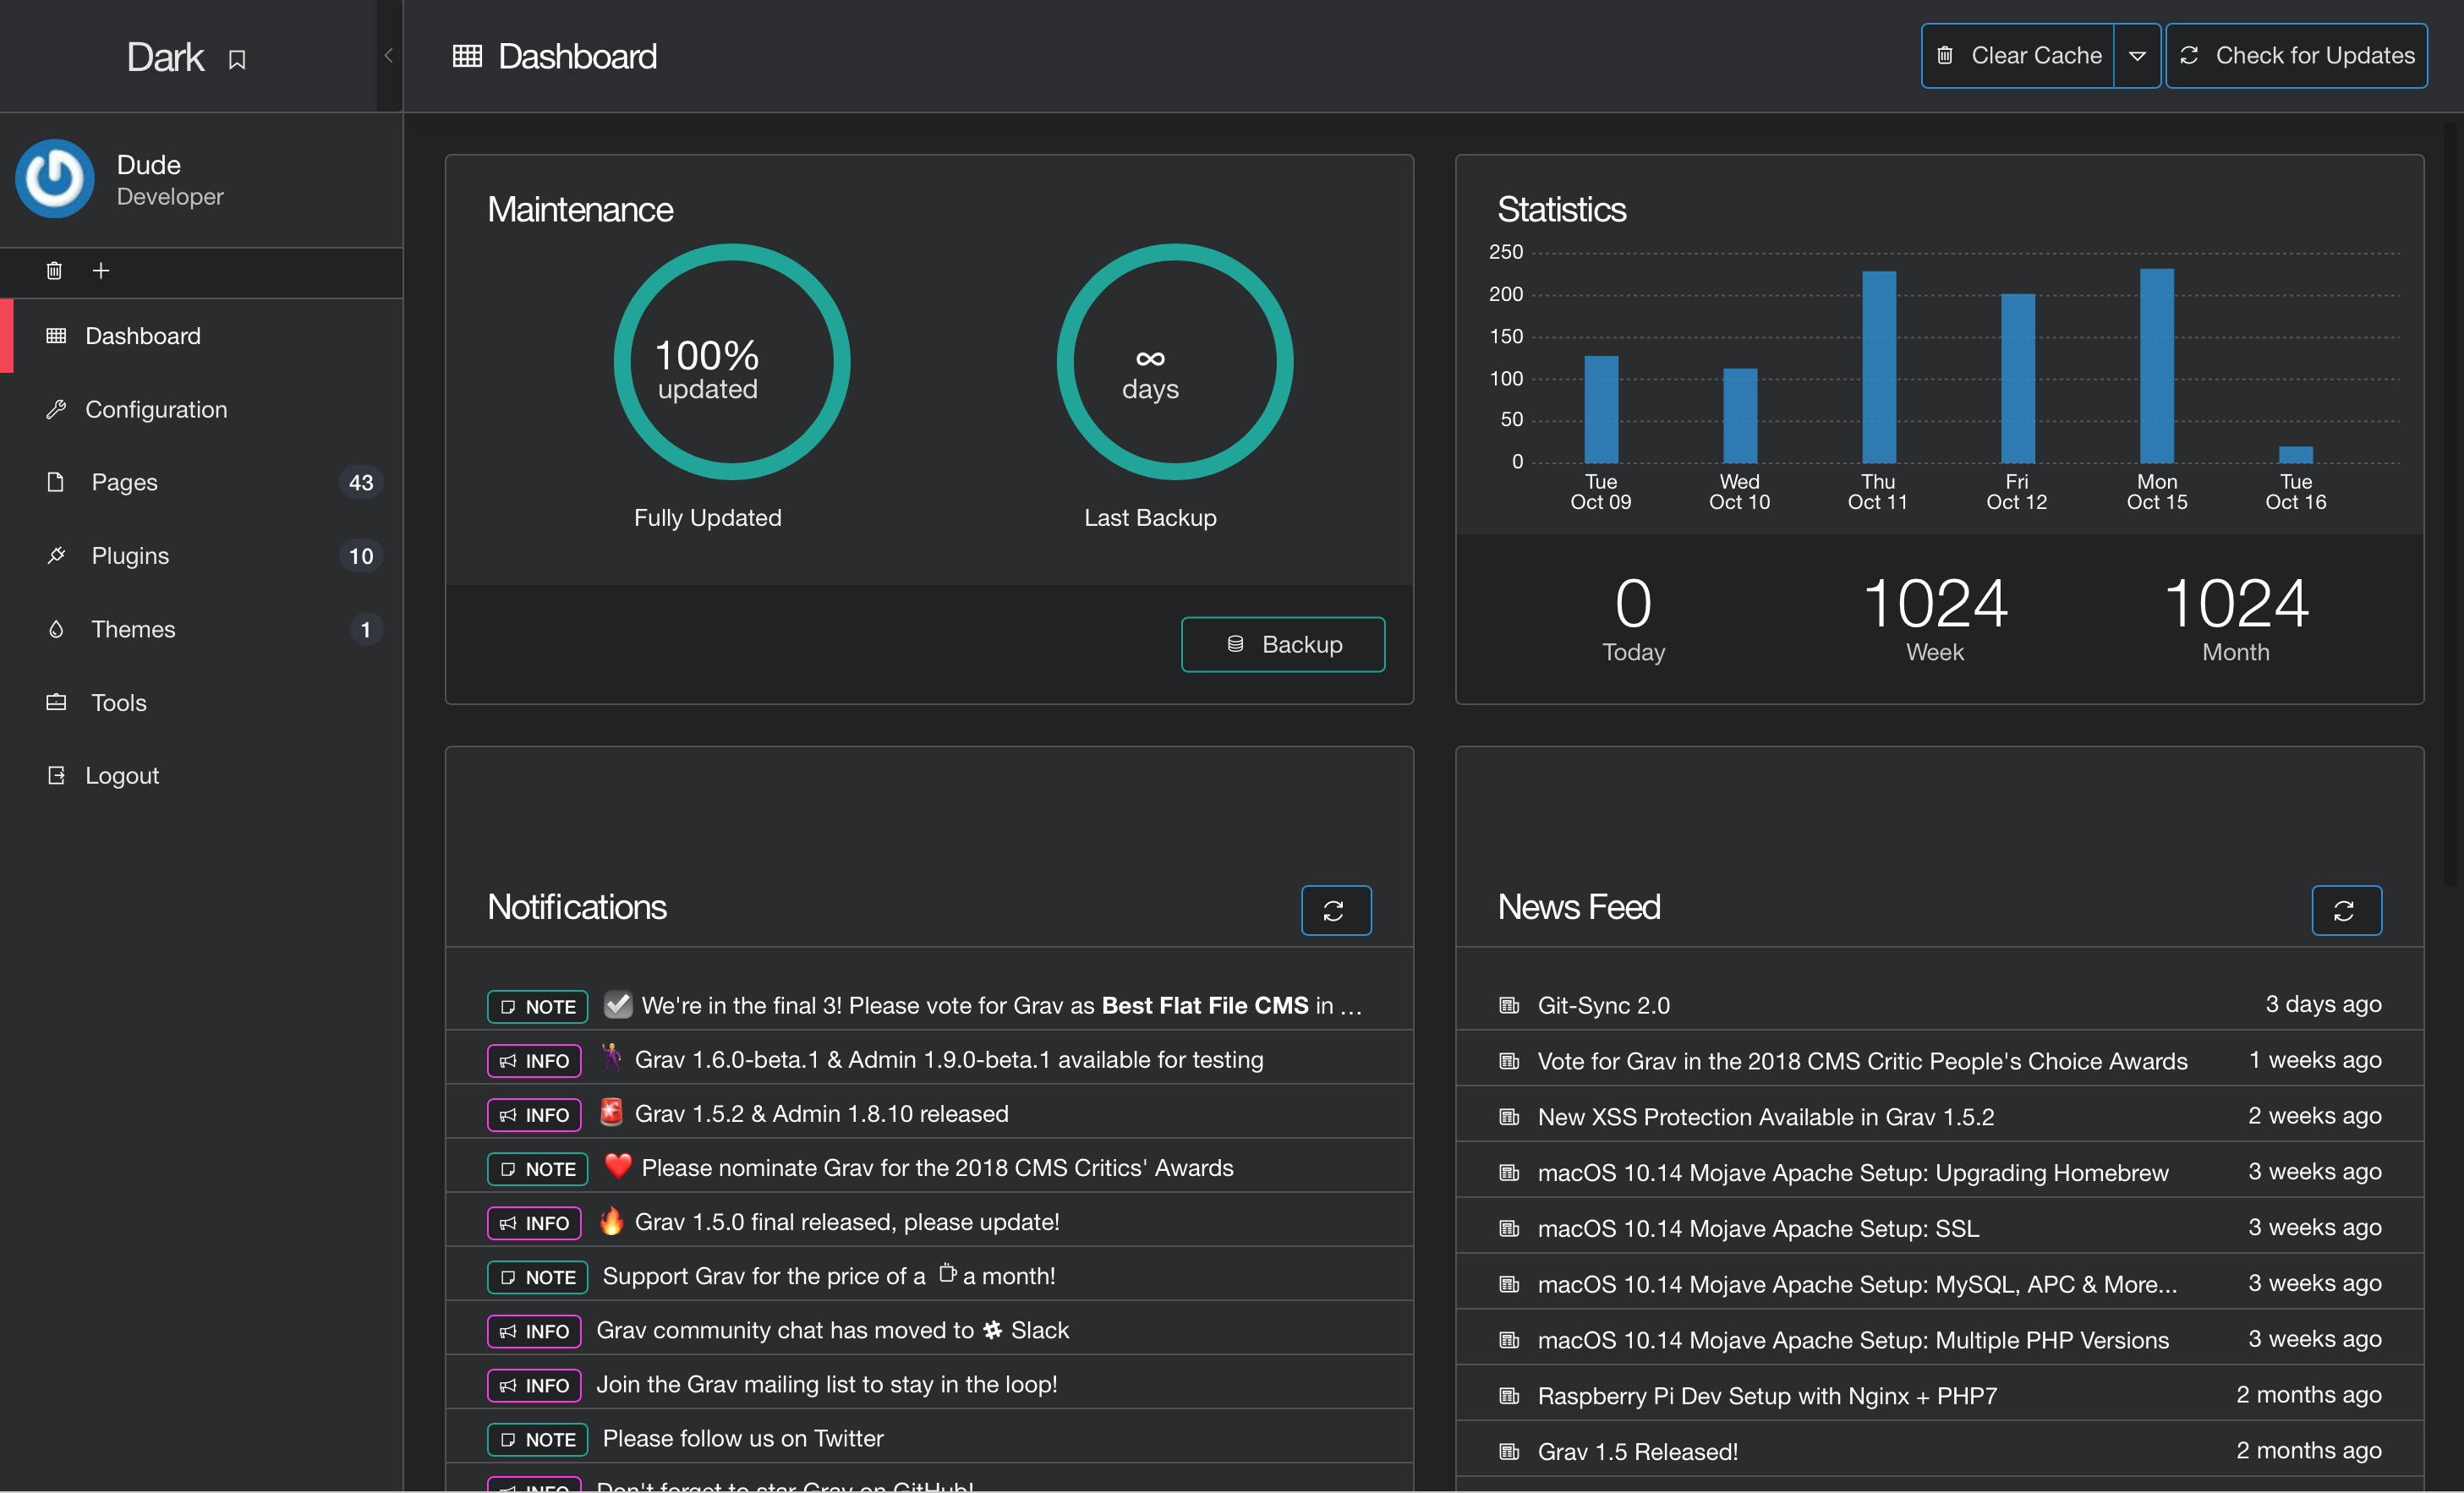 Dark
Dude
Developer
Dashboard
Configuration
Pages 43
Plugins 10
Themes 1
Tools
Logout
Dashboard
Clear Cache
Check for Updates
Maintenance
100%
updated
Fully Updated
∞
days
Last Backup
Backup
Statistics
250
200
150
100
50
0
Tue Oct 09
Wed Oct 10
Thu Oct 11
Fri Oct 12
Mon Oct 15
Tue Oct 16
0
Today
1024
Week
1024
Month
Notifications
NOTE We're in the final 3! Please vote for Grav as Best Flat File CMS in ...
INFO Grav 1.6.0-beta.1 & Admin 1.9.0-beta.1 available for testing
INFO Grav 1.5.2 & Admin 1.8.10 released
NOTE Please nominate Grav for the 2018 CMS Critics' Awards
INFO Grav 1.5.0 final released, please update!
NOTE Support Grav for the price of a a month!
INFO Grav community chat has moved to Slack
INFO Join the Grav mailing list to stay in the loop!
NOTE Please follow us on Twitter
INFO Don't forget to star Grav on GitHub!
News Feed
Git-Sync 2.0 3 days ago
Vote for Grav in the 2018 CMS Critic People's Choice Awards 1 weeks ago
New XSS Protection Available in Grav 1.5.2 2 weeks ago
macOS 10.14 Mojave Apache Setup: Upgrading Homebrew 3 weeks ago
macOS 10.14 Mojave Apache Setup: SSL 3 weeks ago
macOS 10.14 Mojave Apache Setup: MySQL, APC & More... 3 weeks ago
macOS 10.14 Mojave Apache Setup: Multiple PHP Versions 3 weeks ago
Raspberry Pi Dev Setup with Nginx + PHP7 2 months ago
Grav 1.5 Released! 2 months ago